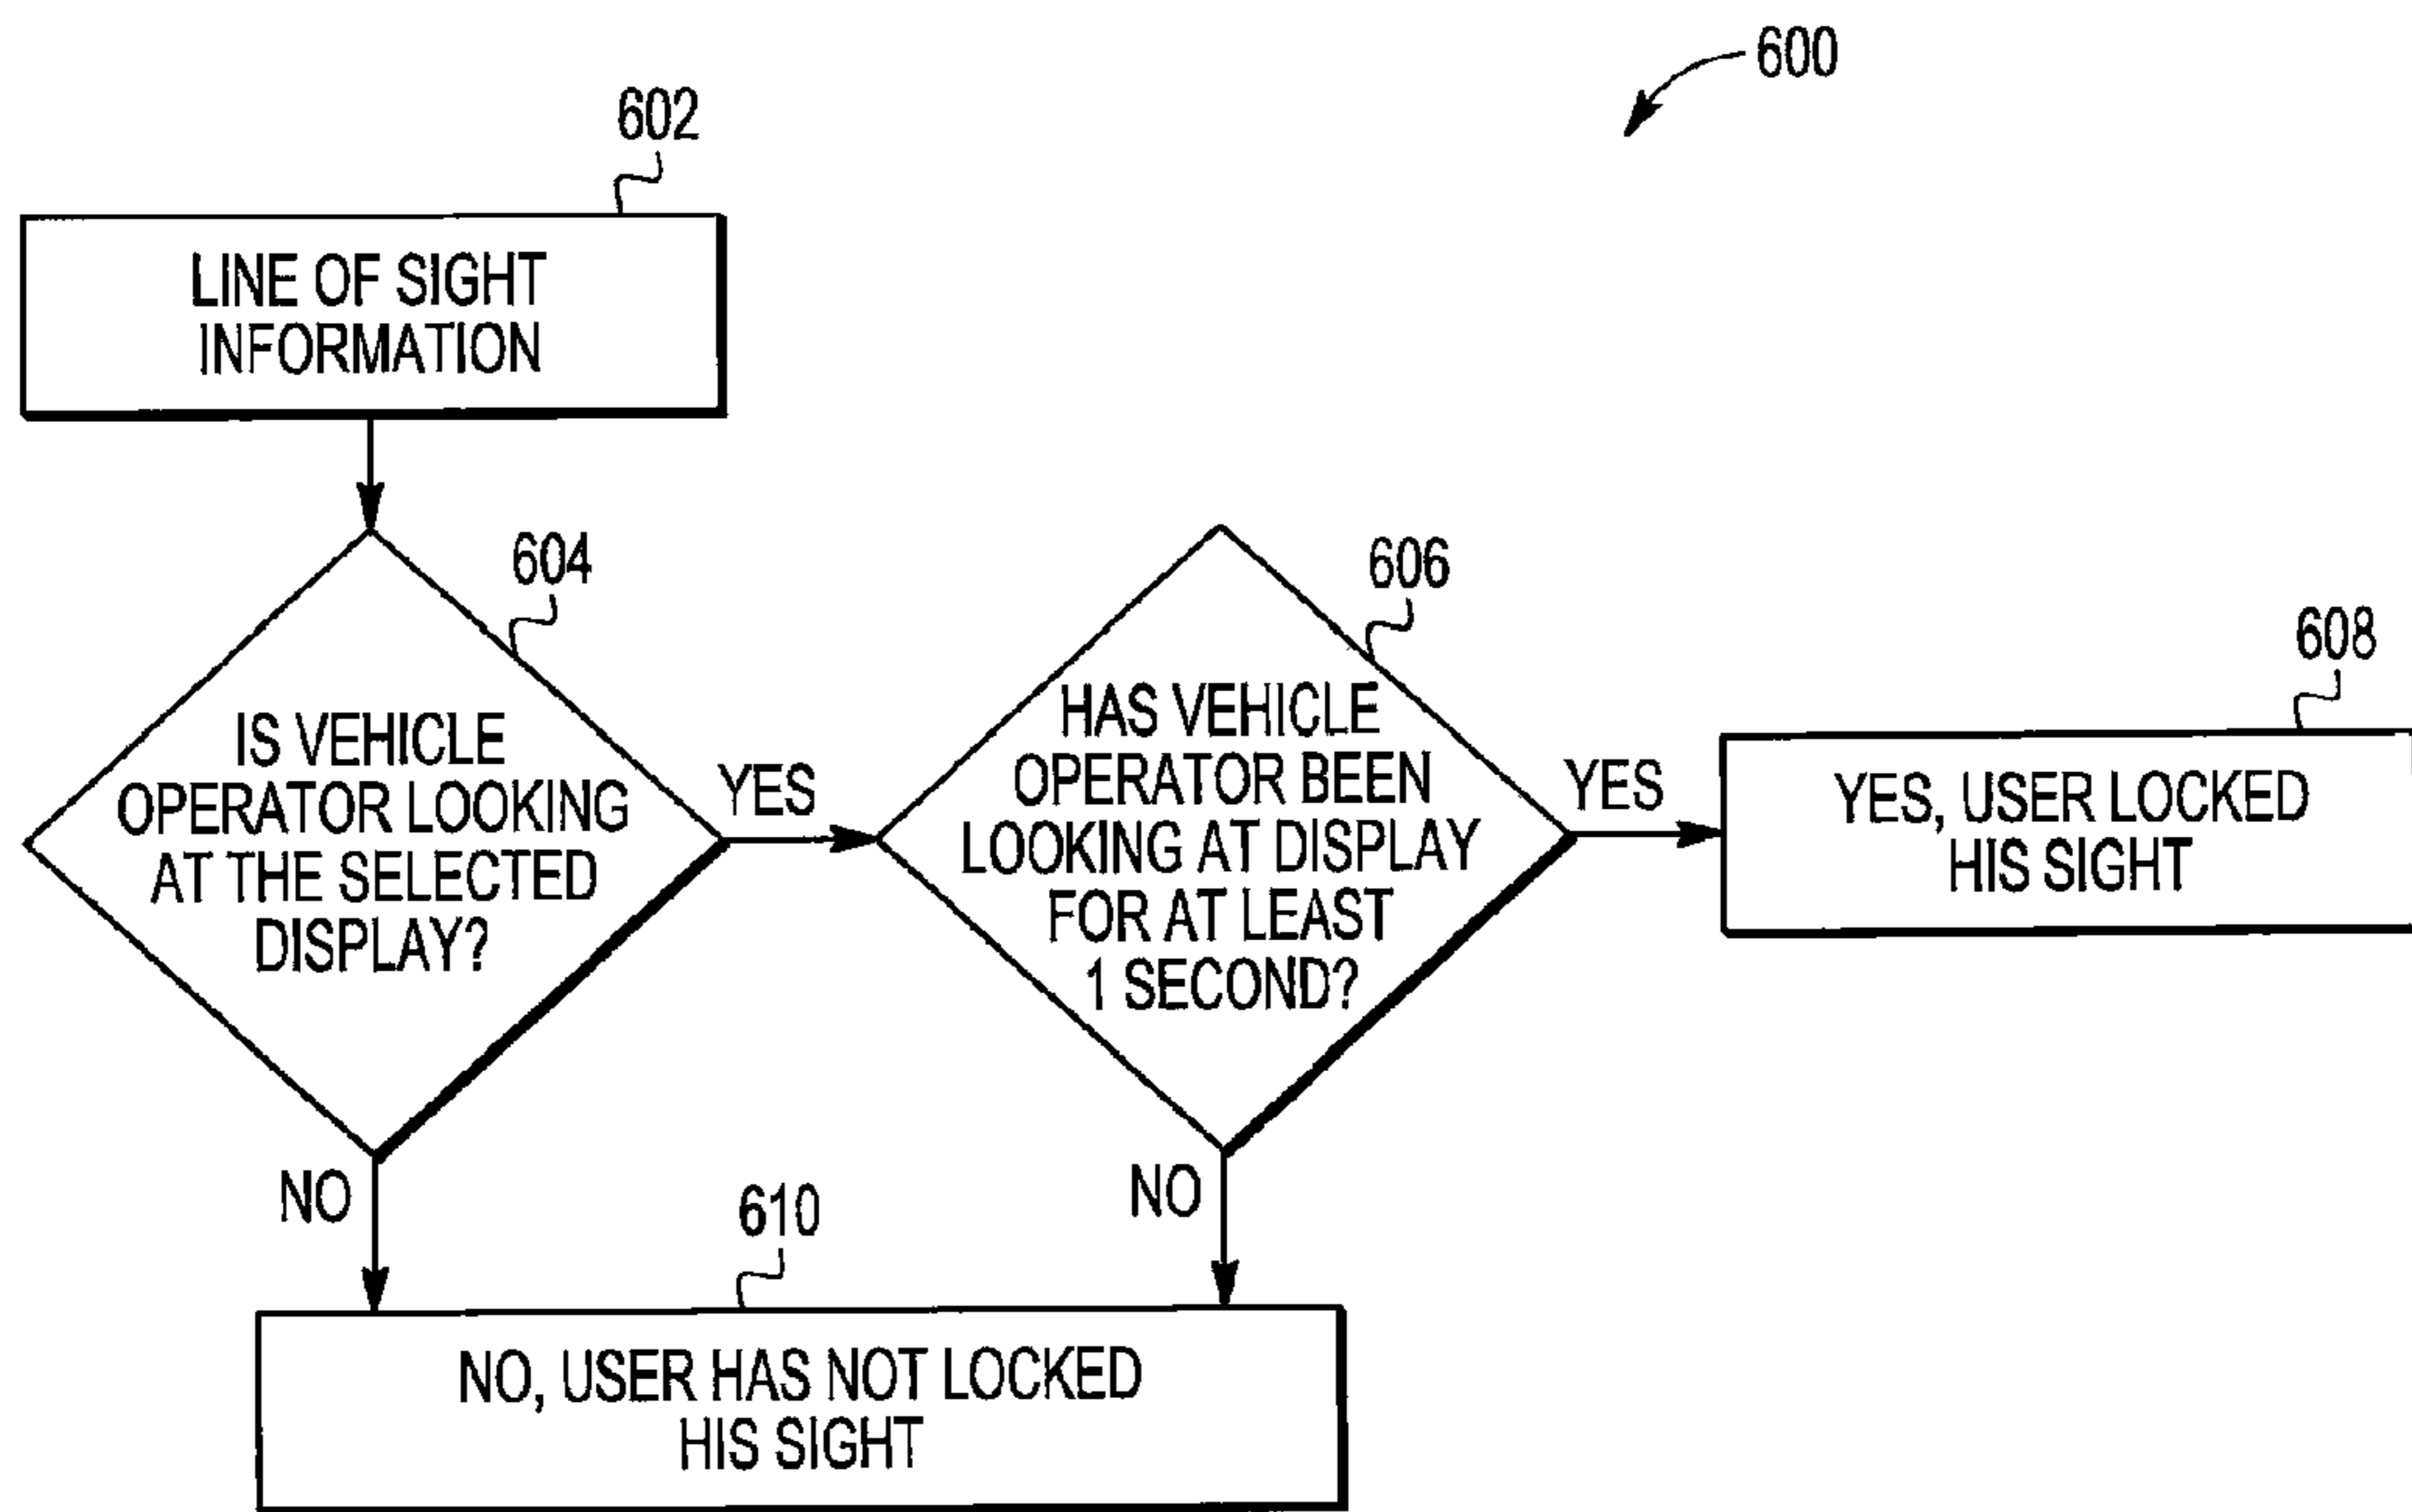 600
602
LINE OF SIGHT
INFORMATION
604
IS VEHICLE
OPERATOR LOOKING
AT THE SELECTED
DISPLAY?
YES
NO
606
HAS VEHICLE
OPERATOR BEEN
LOOKING AT DISPLAY
FOR AT LEAST
1 SECOND?
YES
NO
608
YES, USER LOCKED
HIS SIGHT
610
NO, USER HAS NOT LOCKED
HIS SIGHT